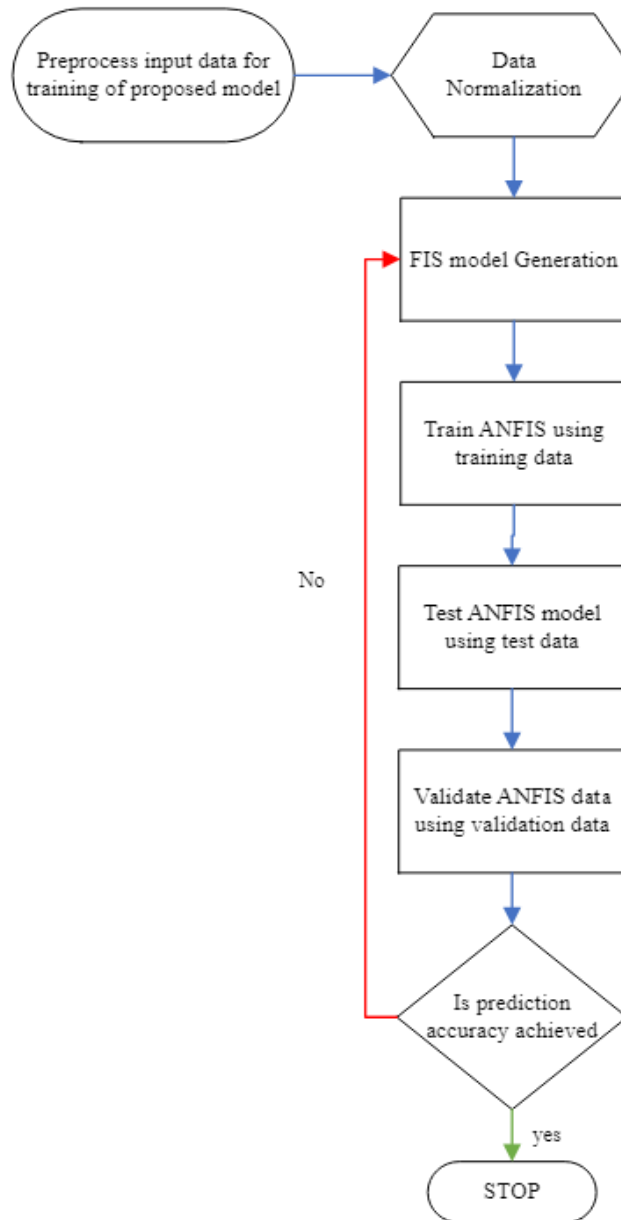 Preprocess input data for
training of proposed model
Data
Normalization
FIS model Generation
Train ANFIS using
training data
No
Test ANFIS model
using test data
Validate ANFIS data
using validation data
Is prediction
accuracy achieved
yes
STOP